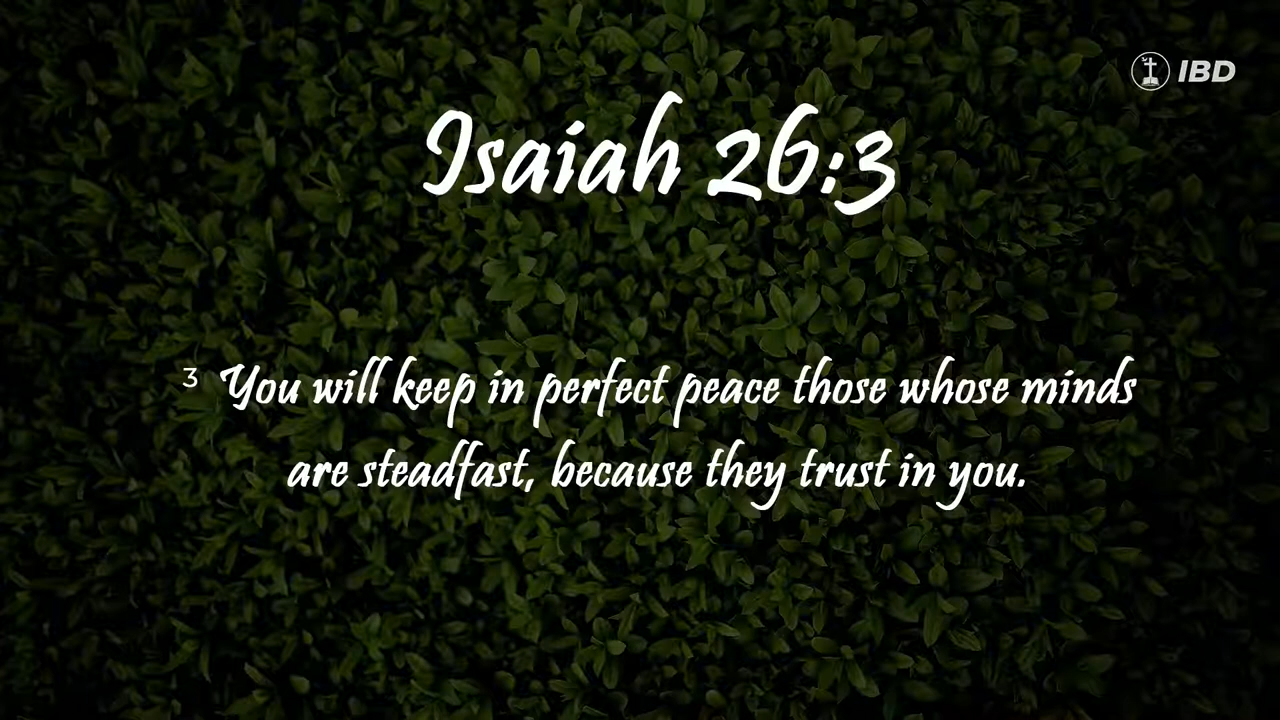 IBD
Isaiah 26:3
3 You will keep in perfect peace those whose minds
are steadfast, because they trust in you.